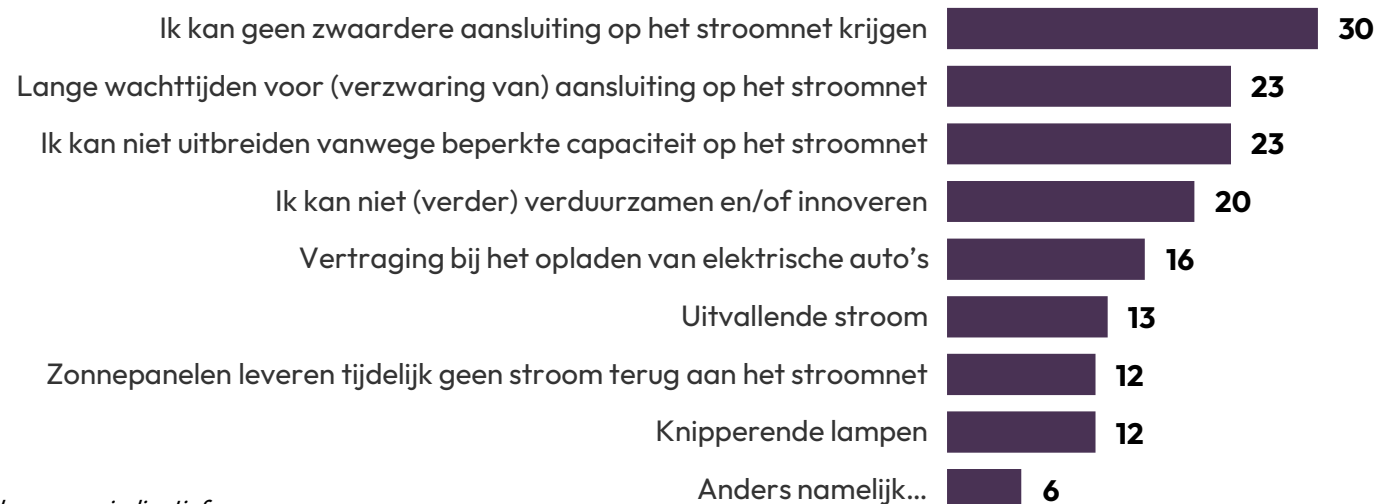 Ik kan geen zwaardere aansluiting op het stroomnet krijgen 30
Lange wachttijden voor (verzwaring van) aansluiting op het stroomnet 23
Ik kan niet uitbreiden vanwege beperkte capaciteit op het stroomnet 23
Ik kan niet (verder) verduurzamen en/of innoveren 20
Vertraging bij het opladen van elektrische auto's 16
Uitvallende stroom 13
Zonnepanelen leveren tijdelijk geen stroom terug aan het stroomnet 12
Knipperende lampen 12
Anders namelijk... 6